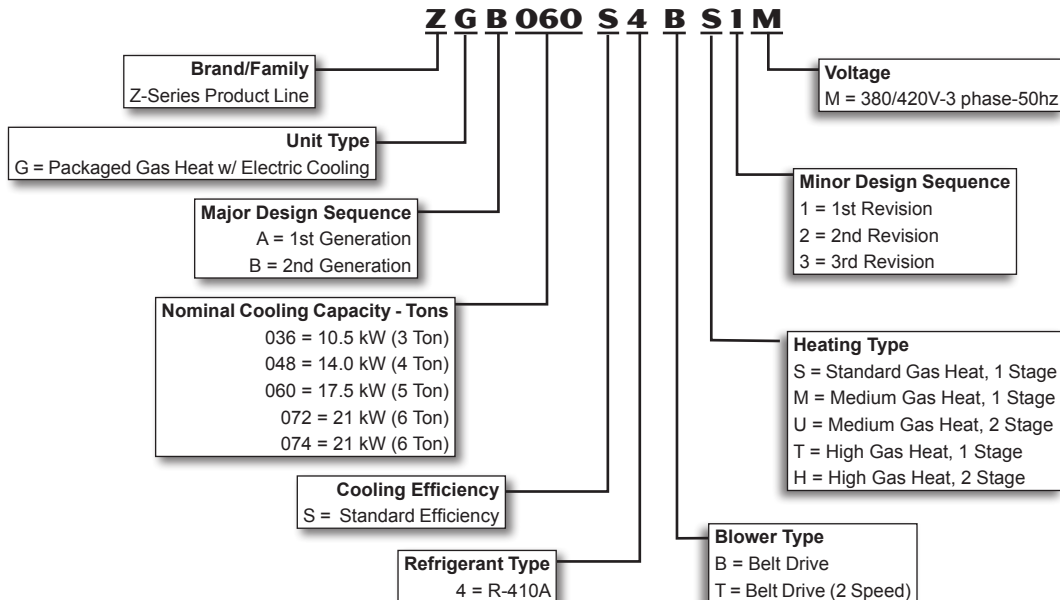 Z G B 060 S 4 B S 1 M
Brand/Family
Z-Series Product Line
Unit Type
G = Packaged Gas Heat w/ Electric Cooling
Major Design Sequence
A = 1st Generation
B = 2nd Generation
Nominal Cooling Capacity - Tons
036 = 10.5 kW (3 Ton)
048 = 14.0 kW (4 Ton)
060 = 17.5 kW (5 Ton)
072 = 21 kW (6 Ton)
074 = 21 kW (6 Ton)
Cooling Efficiency
S = Standard Efficiency
Refrigerant Type
4 = R-410A
Voltage
M = 380/420V-3 phase-50hz
Minor Design Sequence
1 = 1st Revision
2 = 2nd Revision
3 = 3rd Revision
Heating Type
S = Standard Gas Heat, 1 Stage
M = Medium Gas Heat, 1 Stage
U = Medium Gas Heat, 2 Stage
T = High Gas Heat, 1 Stage
H = High Gas Heat, 2 Stage
Blower Type
B = Belt Drive
T = Belt Drive (2 Speed)